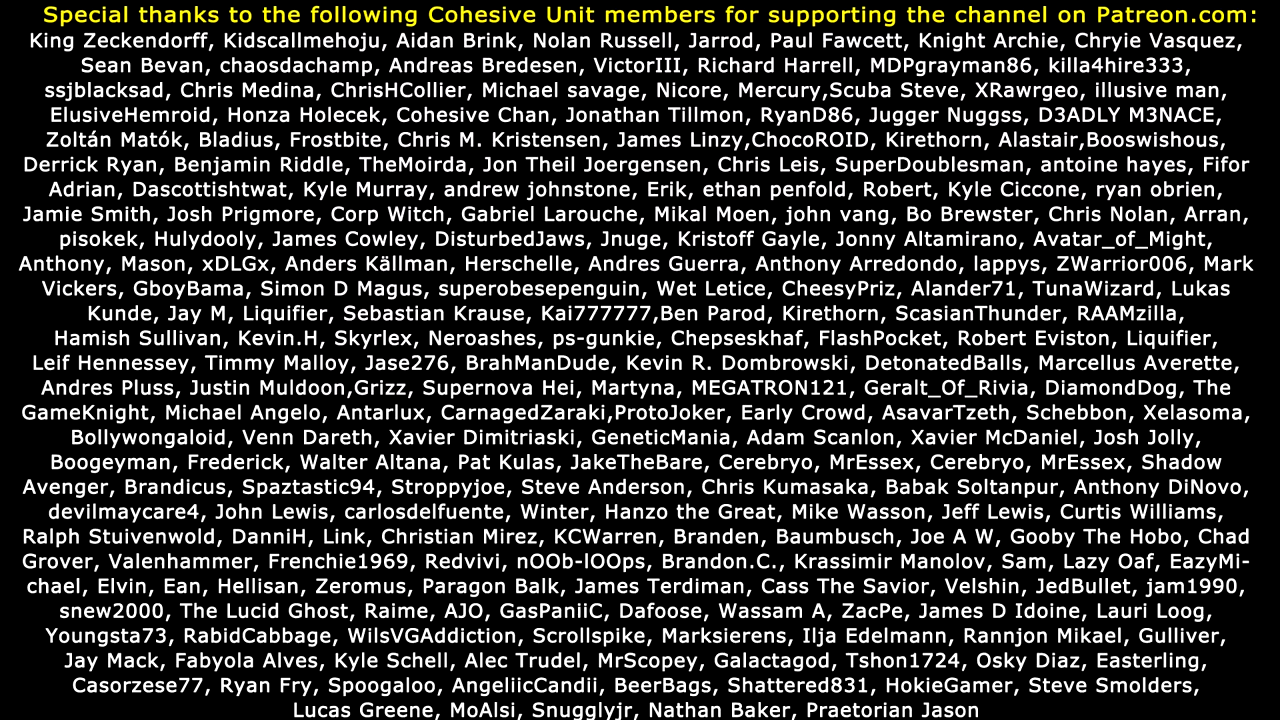 Special thanks to the following Cohesive Unit members for supporting the channel on Patreon.com:
King Zeckendorff, Kidscallmehoju, Aidan Brink, Nolan Russell, Jarrod, Paul Fawcett, Knight Archie, Chryie Vasquez,
Sean Bevan, chaosdachamp, Andreas Bredesen, VictorIII, Richard Harrell, MDPgrayman86, killa4hire333,
ssjblacksad, Chris Medina, ChrisHCollier, Michael savage, Nicore, Mercury,Scuba Steve, XRawrgeo, illusive man,
ElusiveHemroid, Honza Holecek, Cohesive Chan, Jonathan Tillmon, RyanD86, Jugger Nuggss, D3ADLY M3NACE,
Zoltán Matók, Bladius, Frostbite, Chris M. Kristensen, James Linzy,ChocoROID, Kirethorn, Alastair,Booswishous,
Derrick Ryan, Benjamin Riddle, TheMoirda, Jon Theil Joergensen, Chris Leis, SuperDoublesman, antoine hayes, Fifor
Adrian, Dascottishtwat, Kyle Murray, andrew johnstone, Erik, ethan penfold, Robert, Kyle Ciccone, ryan obrien,
Jamie Smith, Josh Prigmore, Corp Witch, Gabriel Larouche, Mikal Moen, john vang, Bo Brewster, Chris Nolan, Arran,
pisokek, Hulydooly, James Cowley, DisturbedJaws, Jnuge, Kristoff Gayle, Jonny Altamirano, Avatar_of_Might,
Anthony, Mason, xDLGx, Anders Källman, Herschelle, Andres Guerra, Anthony Arredondo, lappys, ZWarrior006, Mark
Vickers, GboyBama, Simon D Magus, superobesepenguin, Wet Letice, CheesyPriz, Alander71, TunaWizard, Lukas
Kunde, Jay M, Liquifier, Sebastian Krause, Kai777777,Ben Parod, Kirethorn, ScasianThunder, RAAMzilla,
Hamish Sullivan, Kevin.H, Skyrlex, Neroashes, ps-gunkie, Chepseskhaf, FlashPocket, Robert Eviston, Liquifier,
Leif Hennessey, Timmy Malloy, Jase276, BrahManDude, Kevin R. Dombrowski, DetonatedBalls, Marcellus Averette,
Andres Pluss, Justin Muldoon,Grizz, Supernova Hei, Martyna, MEGATRON121, Geralt_Of_Rivia, DiamondDog, The
GameKnight, Michael Angelo, Antarlux, CarnagedZaraki,ProtoJoker, Early Crowd, AsavarTzeth, Schebbon, Xelasoma,
Bollywongaloid, Venn Dareth, Xavier Dimitriaski, GeneticMania, Adam Scanlon, Xavier McDaniel, Josh Jolly,
Boogeyman, Frederick, Walter Altana, Pat Kulas, JakeTheBare, Cerebryo, MrEssex, Cerebryo, MrEssex, Shadow
Avenger, Brandicus, Spaztastic94, Stroppyjoe, Steve Anderson, Chris Kumasaka, Babak Soltanpur, Anthony DiNovo,
devilmaycare4, John Lewis, carlosdelfuente, Winter, Hanzo the Great, Mike Wasson, Jeff Lewis, Curtis Williams,
Ralph Stuivenwold, DanniH, Link, Christian Mirez, KCWarren, Branden, Baumbusch, Joe A W, Gooby The Hobo, Chad
Grover, Valenhammer, Frenchie1969, Redvivi, nOOb-lOOps, Brandon.C., Krassimir Manolov, Sam, Lazy Oaf, EazyMi-
chael, Elvin, Ean, Hellisan, Zeromus, Paragon Balk, James Terdiman, Cass The Savior, Velshin, JedBullet, jam1990,
snew2000, The Lucid Ghost, Raime, AJO, GasPaniiC, Dafoose, Wassam A, ZacPe, James D Idoine, Lauri Loog,
Youngsta73, RabidCabbage, WilsVGAddiction, Scrollspike, Marksierens, Ilja Edelmann, Rannjon Mikael, Gulliver,
Jay Mack, Fabyola Alves, Kyle Schell, Alec Trudel, MrScopey, Galactagod, Tshon1724, Osky Diaz, Easterling,
Casorzese77, Ryan Fry, Spoogaloo, AngeliicCandii, BeerBags, Shattered831, HokieGamer, Steve Smolders,
Lucas Greene, MoAlsi, Snugglyjr, Nathan Baker, Praetorian Jason